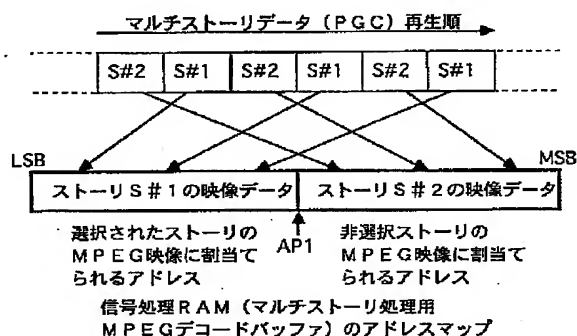 マルチストーリデータ（PGC）再生順
S#2 S#1 S#2 S#1 S#2 S#1
LSB MSB
ストーリS#1の映像データ ストーリS#2の映像データ
AP1
選択されたストーリの
MPEG映像に割当て
られるアドレス
非選択ストーリの
MPEG映像に割当て
られるアドレス
信号処理RAM（マルチストーリ処理用
MPEGデコードバッファ）のアドレスマップ